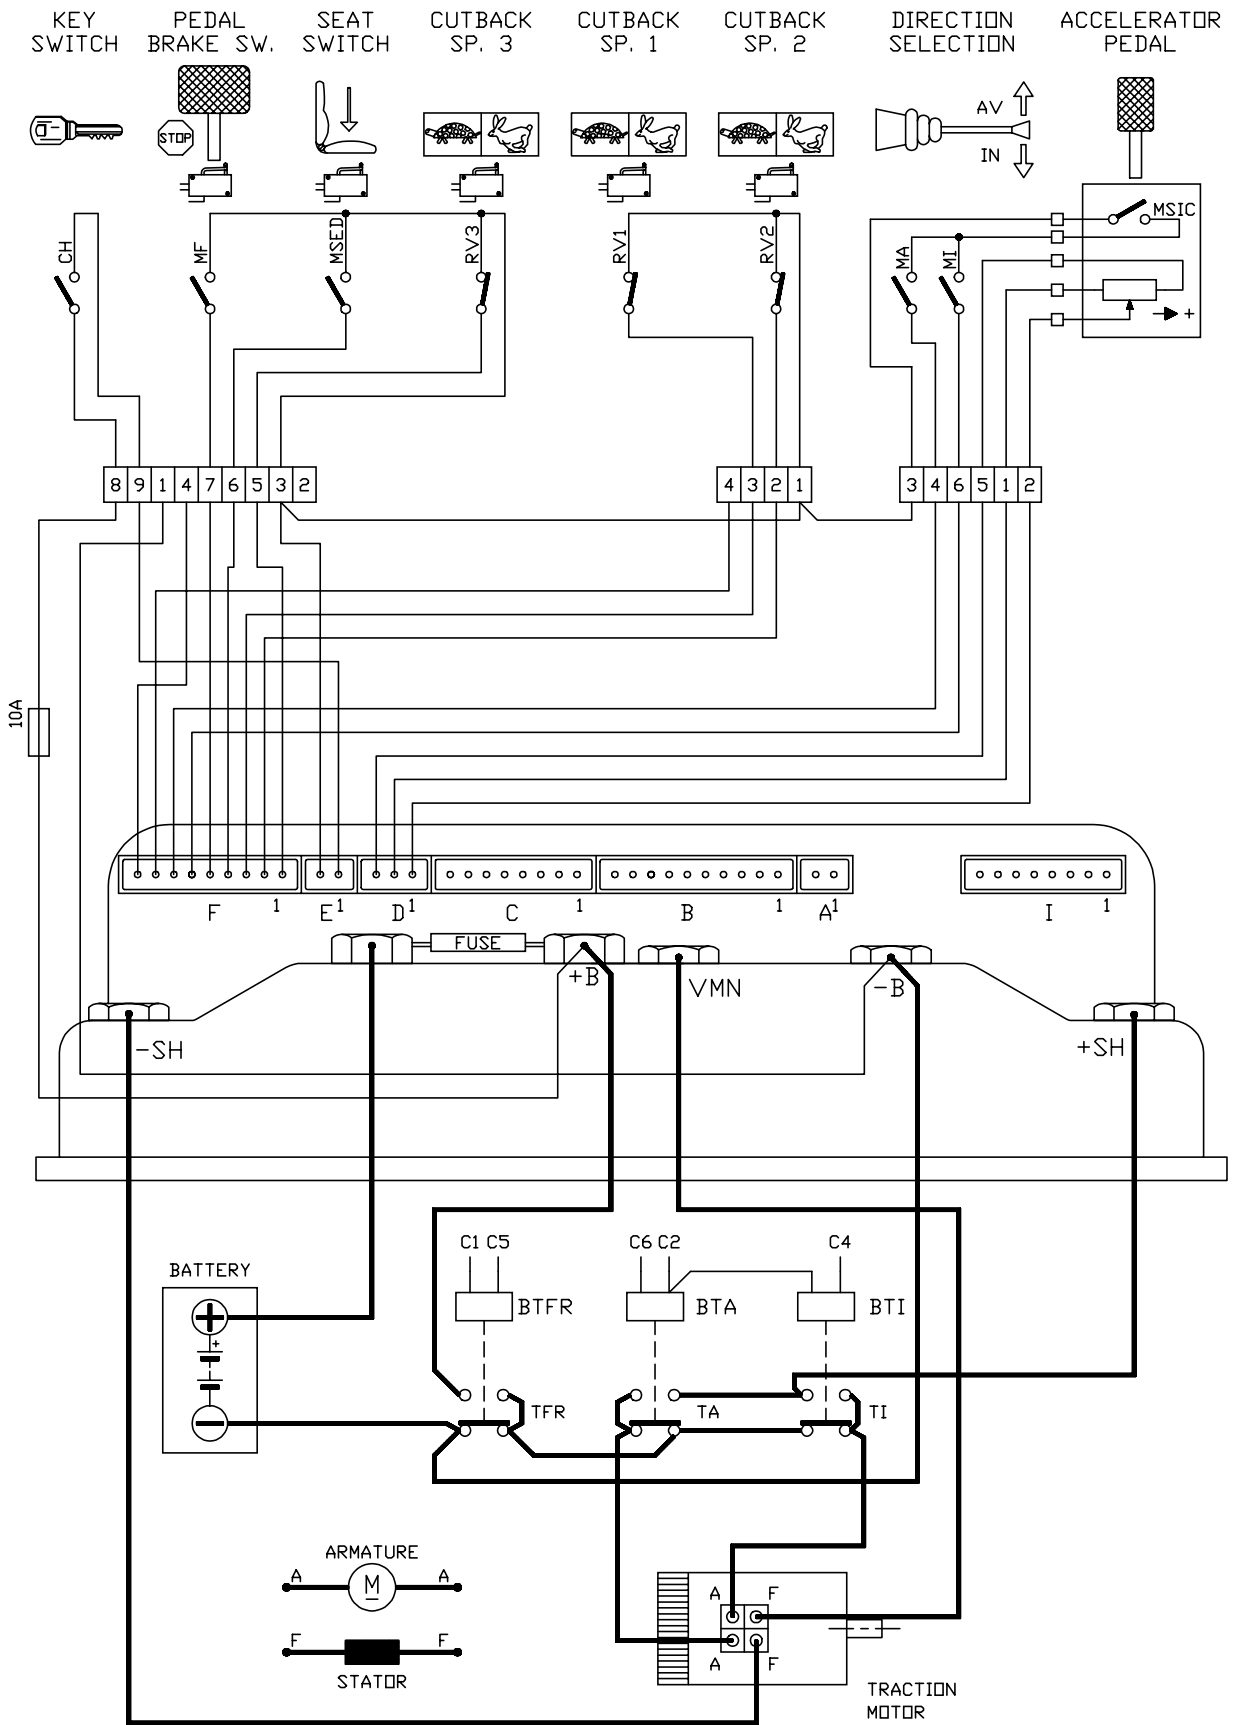 KEY SWITCH
PEDAL BRAKE SW.
SEAT SWITCH
CUTBACK SP. 3
CUTBACK SP. 1
CUTBACK SP. 2
DIRECTION SELECTION
ACCELERATOR PEDAL
STOP
AV
IN
CH
MF
MSED
RV3
RV1
RV2
MA
MI
MSIC
+
8 9 1 4 7 6 5 3 2
4 3 2 1
3 4 6 5 1 2
10A
F 1
E 1
D 1
C 1
B 1
A 1
I 1
FUSE
+B
VMN
-B
-SH
+SH
C1 C5
C6 C2
C4
BATTERY
BTFR
BTA
BTI
+
+
-
TFR
TA
TI
ARMATURE
A M A
F F
STATOR
A F
A F
TRACTION
MOTOR